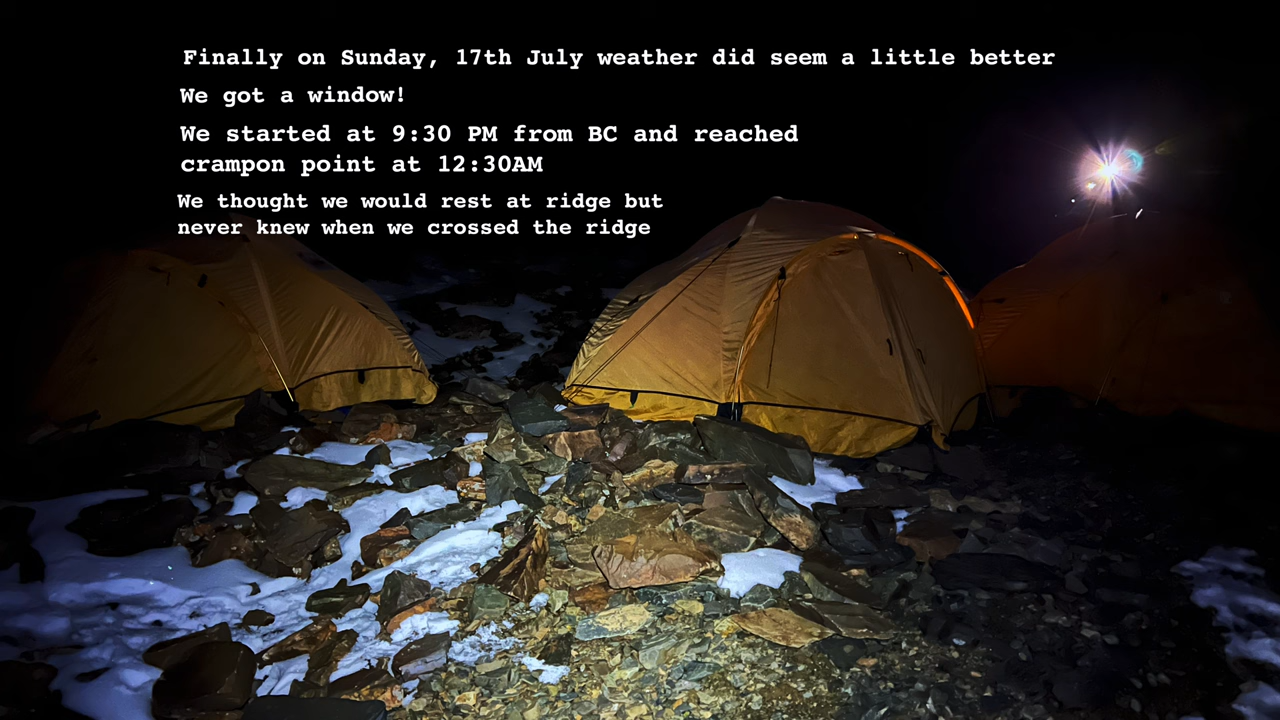 Finally on Sunday, 17th July weather did seem a little better
We got a window!
We started at 9:30 PM from BC and reached
crampon point at 12:30AM
We thought we would rest at ridge but
never knew when we crossed the ridge